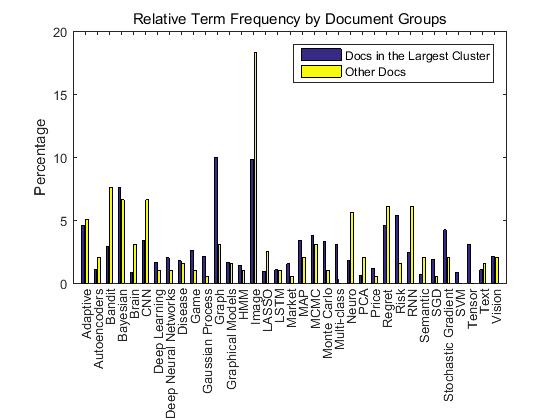 Relative Term Frequency by Document Groups
20
15
10
5
0
Percentage
Docs in the Largest Cluster
Other Docs
Adaptive
Autoencoders
Bandit
Bayesian
Brain
CNN
Deep Learning
Deep Neural Networks
Disease
Game
Gaussian Process
Graph
Graphical Models
HMM
Image
LASSO
LSTM
Market
MAP
MCMC
Monte Carlo
Multi-class
Neuro
PCA
Price
Regret
Risk
RNN
Semantic
SGD
Stochastic Gradient
SVM
Tensor
Text
Vision